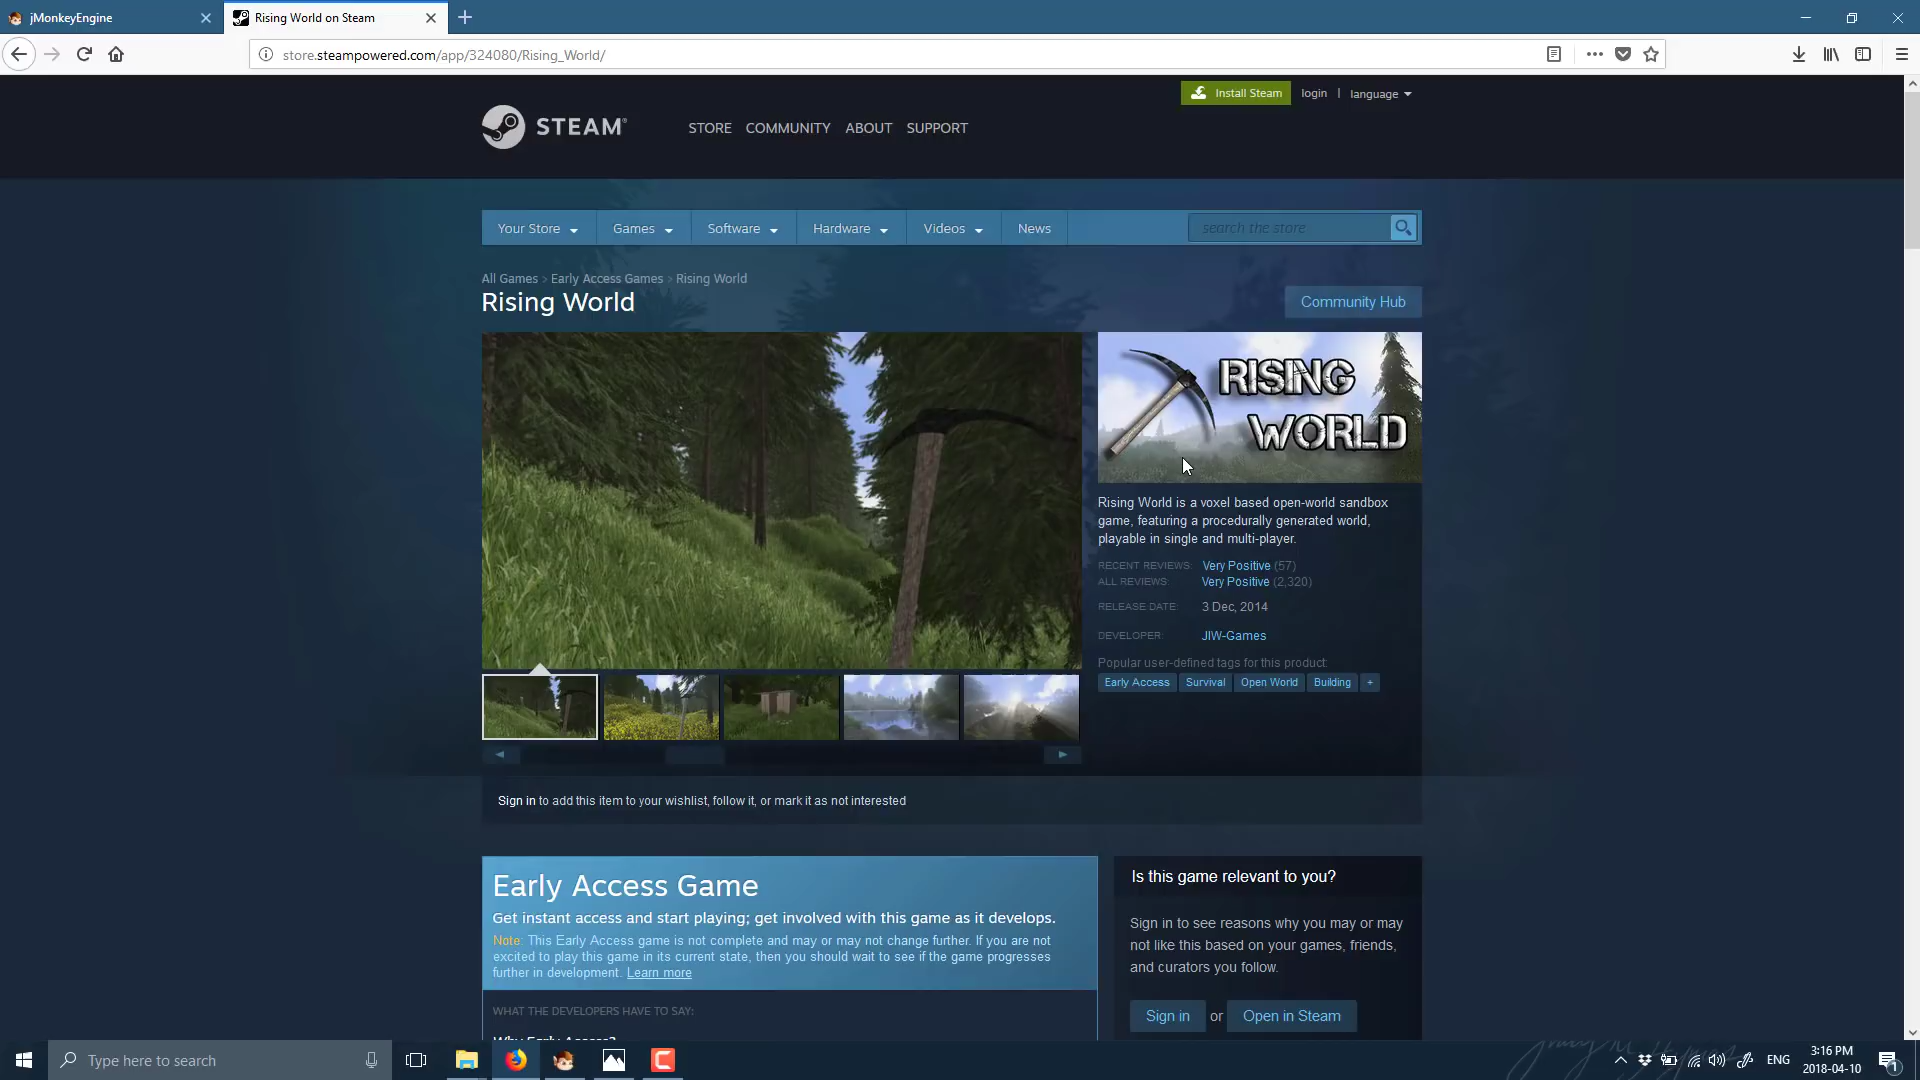 jMonkeyEngine
Rising World on Steam
store.steampowered.com/app/324080/Rising_World/
Install Steam
login
language
STEAM
STORE COMMUNITY ABOUT SUPPORT
Your Store
Games
Software
Hardware
Videos
News
search the store
All Games > Early Access Games > Rising World
Rising World
Community Hub
RISING
WORLD
Rising World is a voxel based open-world sandbox
game, featuring a procedurally generated world,
playable in single and multi-player.
RECENT REVIEWS: Very Positive (57)
ALL REVIEWS: Very Positive (2,320)
RELEASE DATE: 3 Dec, 2014
DEVELOPER: JIW-Games
Popular user-defined tags for this product:
Early Access Survival Open World Building +
Sign in to add this item to your wishlist, follow it, or mark it as not interested
Early Access Game
Get instant access and start playing; get involved with this game as it develops.
Note: This Early Access game is not complete and may or may not change further. If you are not
excited to play this game in its current state, then you should wait to see if the game progresses
further in development. Learn more
WHAT THE DEVELOPERS HAVE TO SAY:
Why Early Access?
Is this game relevant to you?
Sign in to see reasons why you may or may
not like this based on your games, friends,
and curators you follow.
Sign in or Open in Steam
Type here to search
ENG
3:16 PM
2018-04-10
1